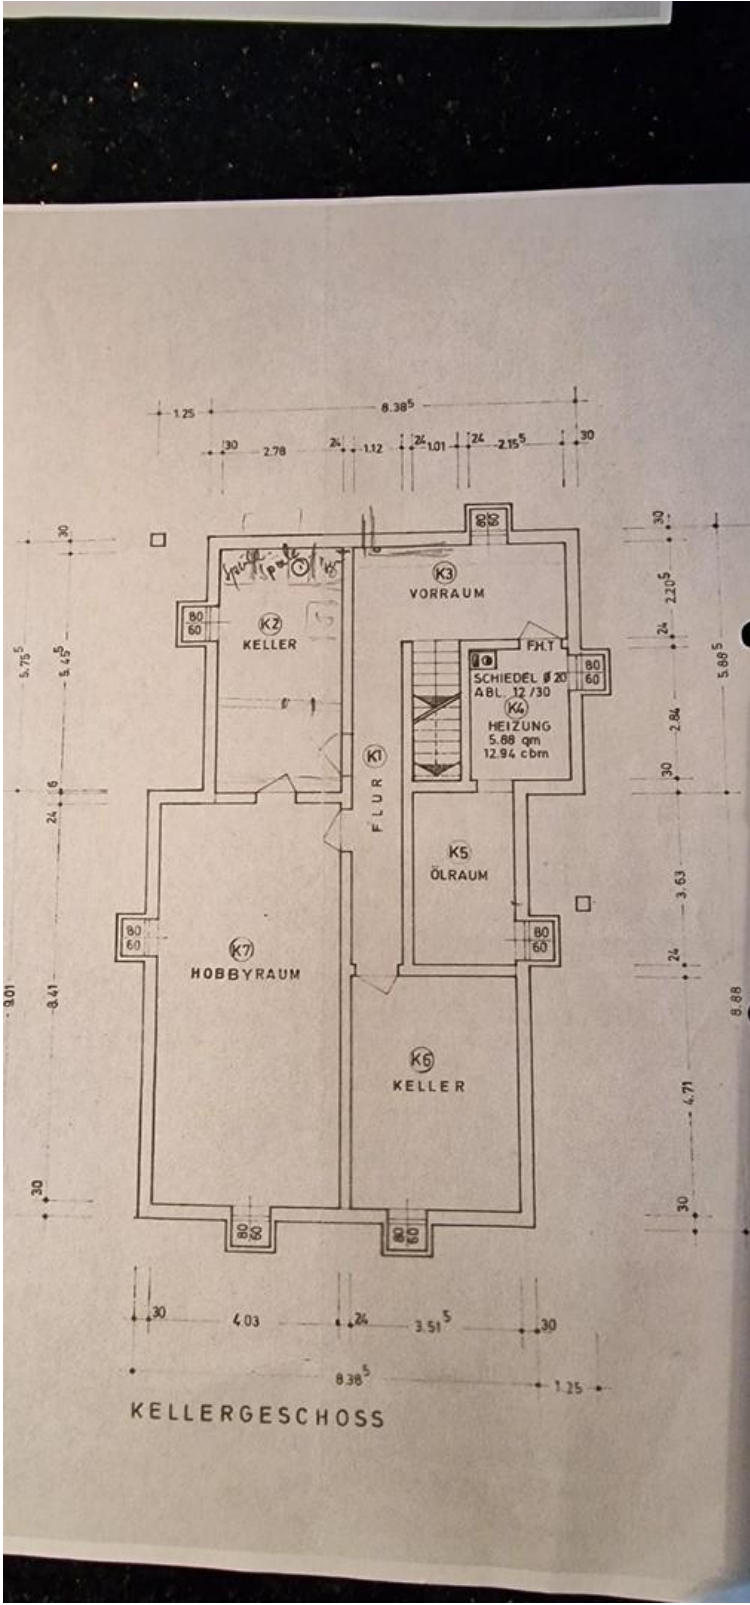 1.25 8.38⁵
30 2.78 24 1.12 24 1.01 24 2.15⁵ 30
30
5.75⁵
5.45⁵
6
24
9.01
8.41
30
30
2.20⁵
24
5.88⁵
2.84
30
3.63
24
8.88
4.71
30
80
60
Spüle
K3
VORRAUM
80
60
K2
KELLER
F.H.T
80
60
SCHIEDEL Ø 20
ABL. 12/30
K4
HEIZUNG
5.88 qm
12.94 cbm
K1
FLUR
K5
ÖLRAUM
80
60
80
60
K7
HOBBYRAUM
K6
KELLER
80
60
80
60
30 4.03 24 3.51⁵ 30
8.38⁵ 1.25
KELLERGESCHOSS